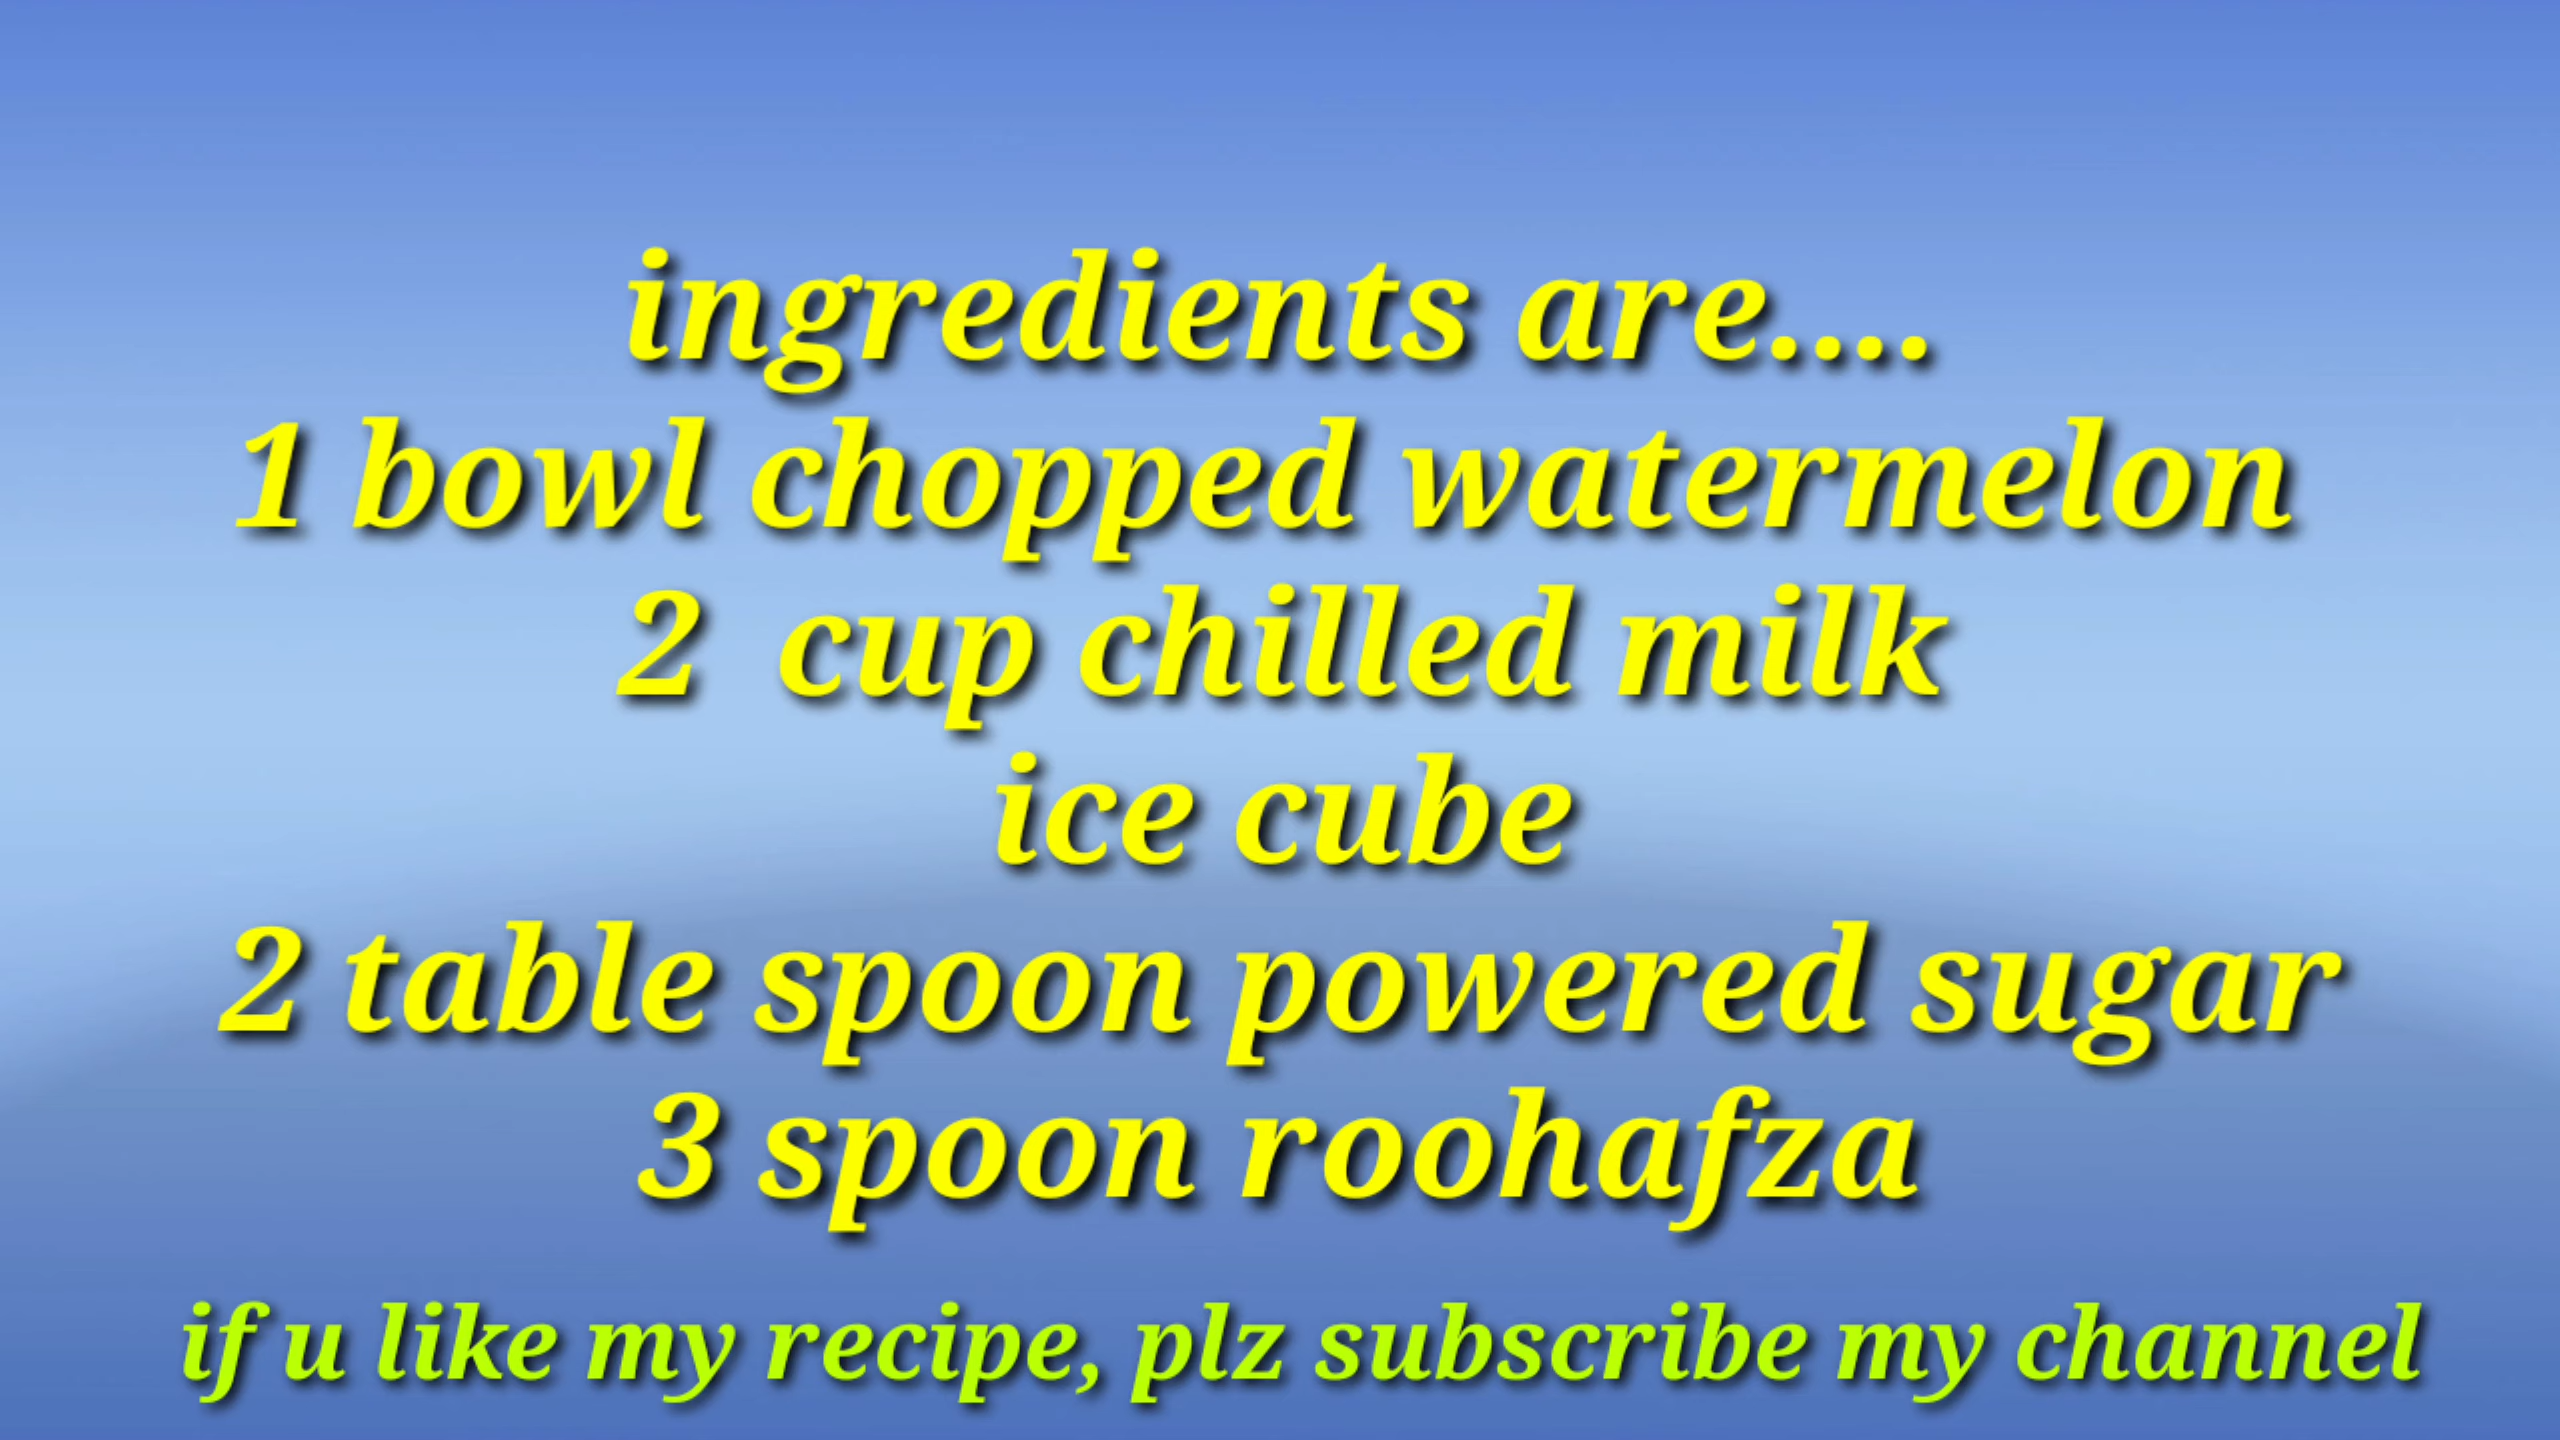 ingredients are....
1 bowl chopped watermelon
2  cup chilled milk
ice cube
2 table spoon powered sugar
3 spoon roohafza
if u like my recipe, plz subscribe my channel